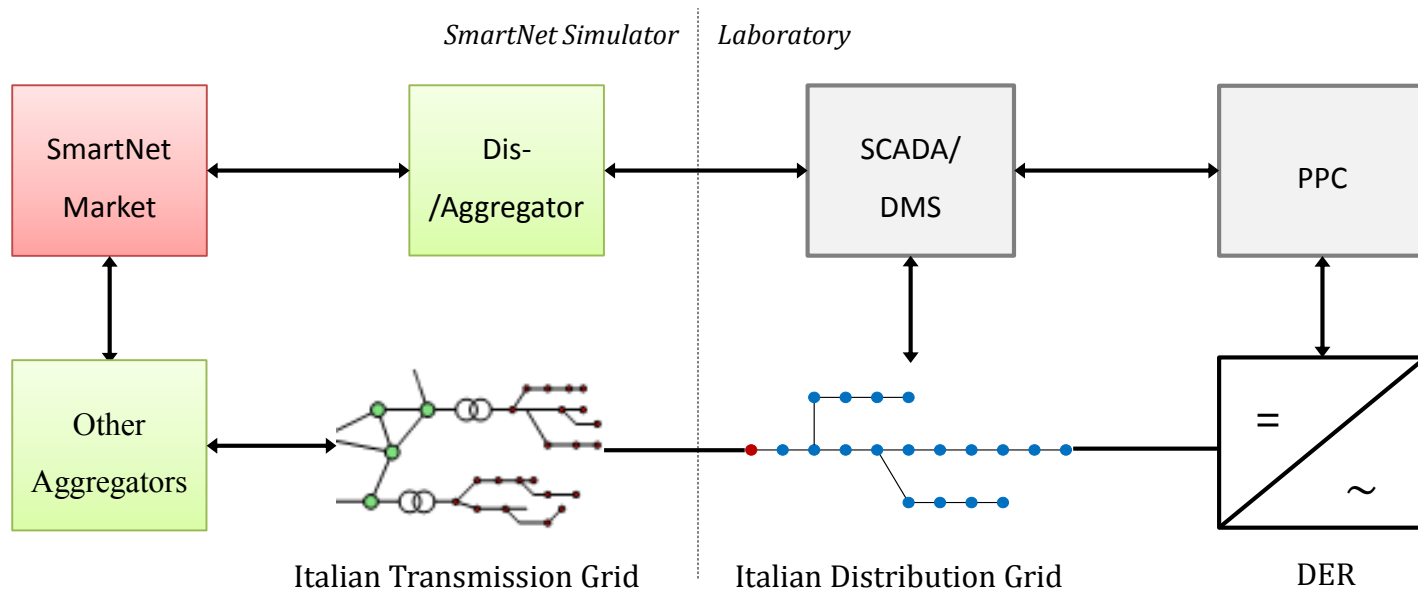 SmartNet Simulator
Laboratory
SmartNet
Market
Dis-
/Aggregator
SCADA/
DMS
PPC
Other
Aggregators
=
~
Italian Transmission Grid
Italian Distribution Grid
DER